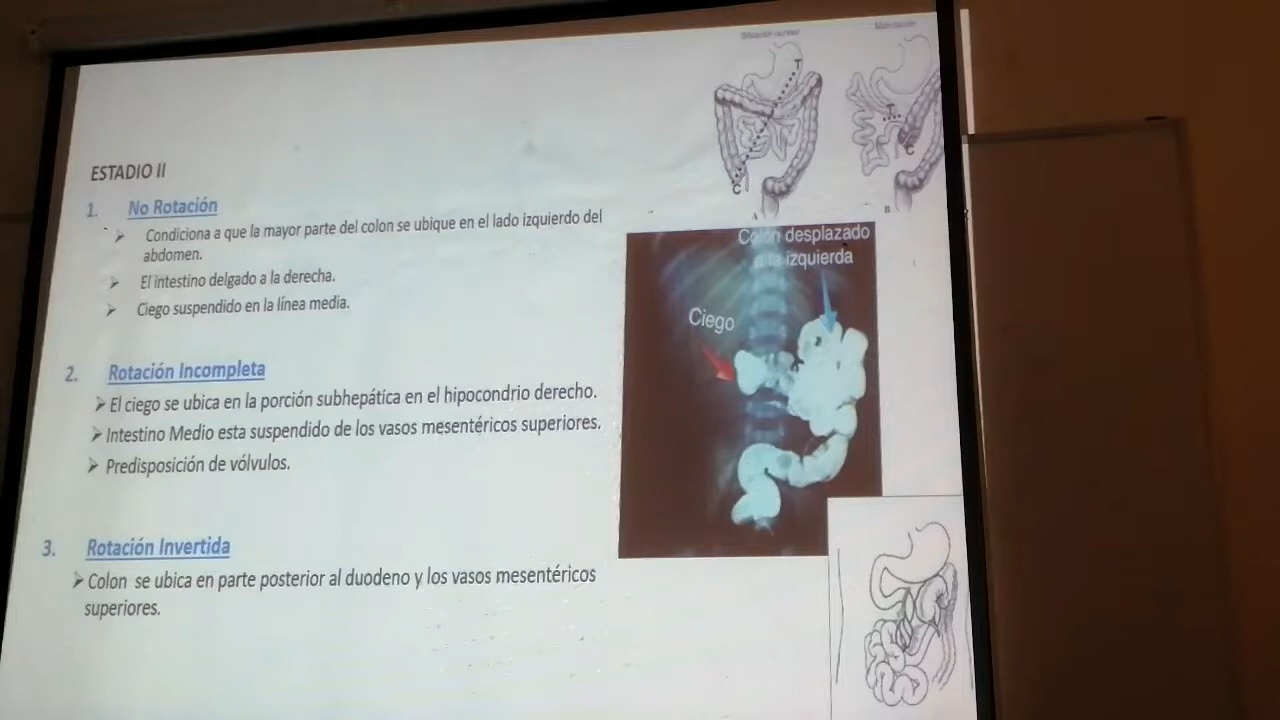 ESTADIO II
1. No Rotación
➢ Condiciona a que la mayor parte del colon se ubique en el lado izquierdo del
abdomen.
➢ El intestino delgado a la derecha.
➢ Ciego suspendido en la línea media.
2. Rotación Incompleta
➢ El ciego se ubica en la porción subhepática en el hipocondrio derecho.
➢ Intestino Medio esta suspendido de los vasos mesentéricos superiores.
➢ Predisposición de vólvulos.
3. Rotación Invertida
➢ Colon se ubica en parte posterior al duodeno y los vasos mesentéricos
superiores.
T
C
A
T
C
B
Colon desplazado
a la izquierda
Ciego